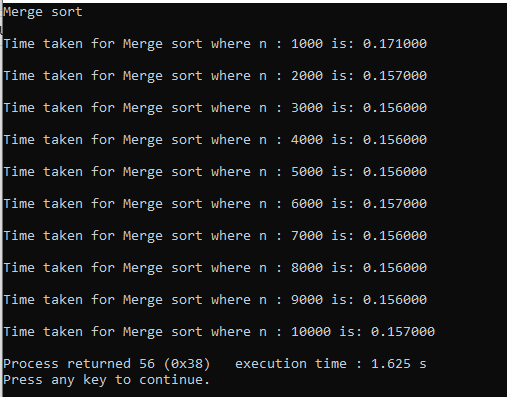 Merge sort
Time taken for Merge sort where n : 1000 is: 0.171000
Time taken for Merge sort where n : 2000 is: 0.157000
Time taken for Merge sort where n : 3000 is: 0.156000
Time taken for Merge sort where n : 4000 is: 0.156000
Time taken for Merge sort where n : 5000 is: 0.156000
Time taken for Merge sort where n : 6000 is: 0.157000
Time taken for Merge sort where n : 7000 is: 0.156000
Time taken for Merge sort where n : 8000 is: 0.156000
Time taken for Merge sort where n : 9000 is: 0.156000
Time taken for Merge sort where n : 10000 is: 0.157000
Process returned 56 (0x38)   execution time : 1.625 s
Press any key to continue.